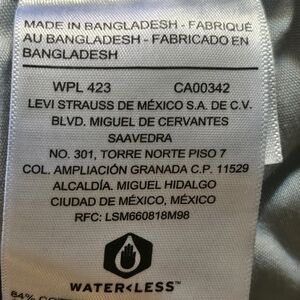 MADE IN BANGLADESH - FABRIQUÉ
AU BANGLADESH - FABRICADO EN
BANGLADESH
WPL 423 CA00342
LEVI STRAUSS DE MÉXICO S.A. DE C.V.
BLVD. MIGUEL DE CERVANTES
SAAVEDRA
NO. 301, TORRE NORTE PISO 7
COL. AMPLIACIÓN GRANADA C.P. 11529
ALCALDÍA. MIGUEL HIDALGO
CIUDAD DE MÉXICO, MÉXICO
RFC: LSM660818M98
WATER<LESS™